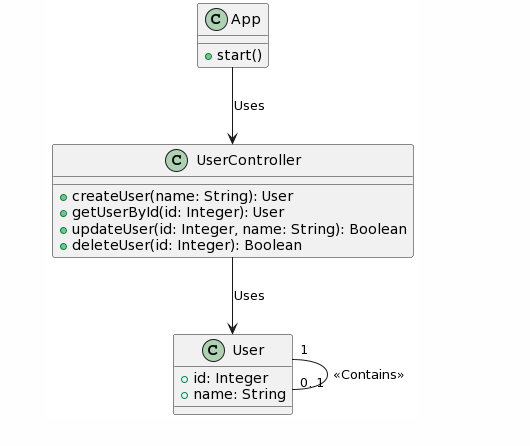 C App
start()
Uses
C UserController
createUser(name: String): User
getUserById(id: Integer): User
updateUser(id: Integer, name: String): Boolean
deleteUser(id: Integer): Boolean
Uses
C User
1
id: Integer
«Contains»
0, 1
name: String